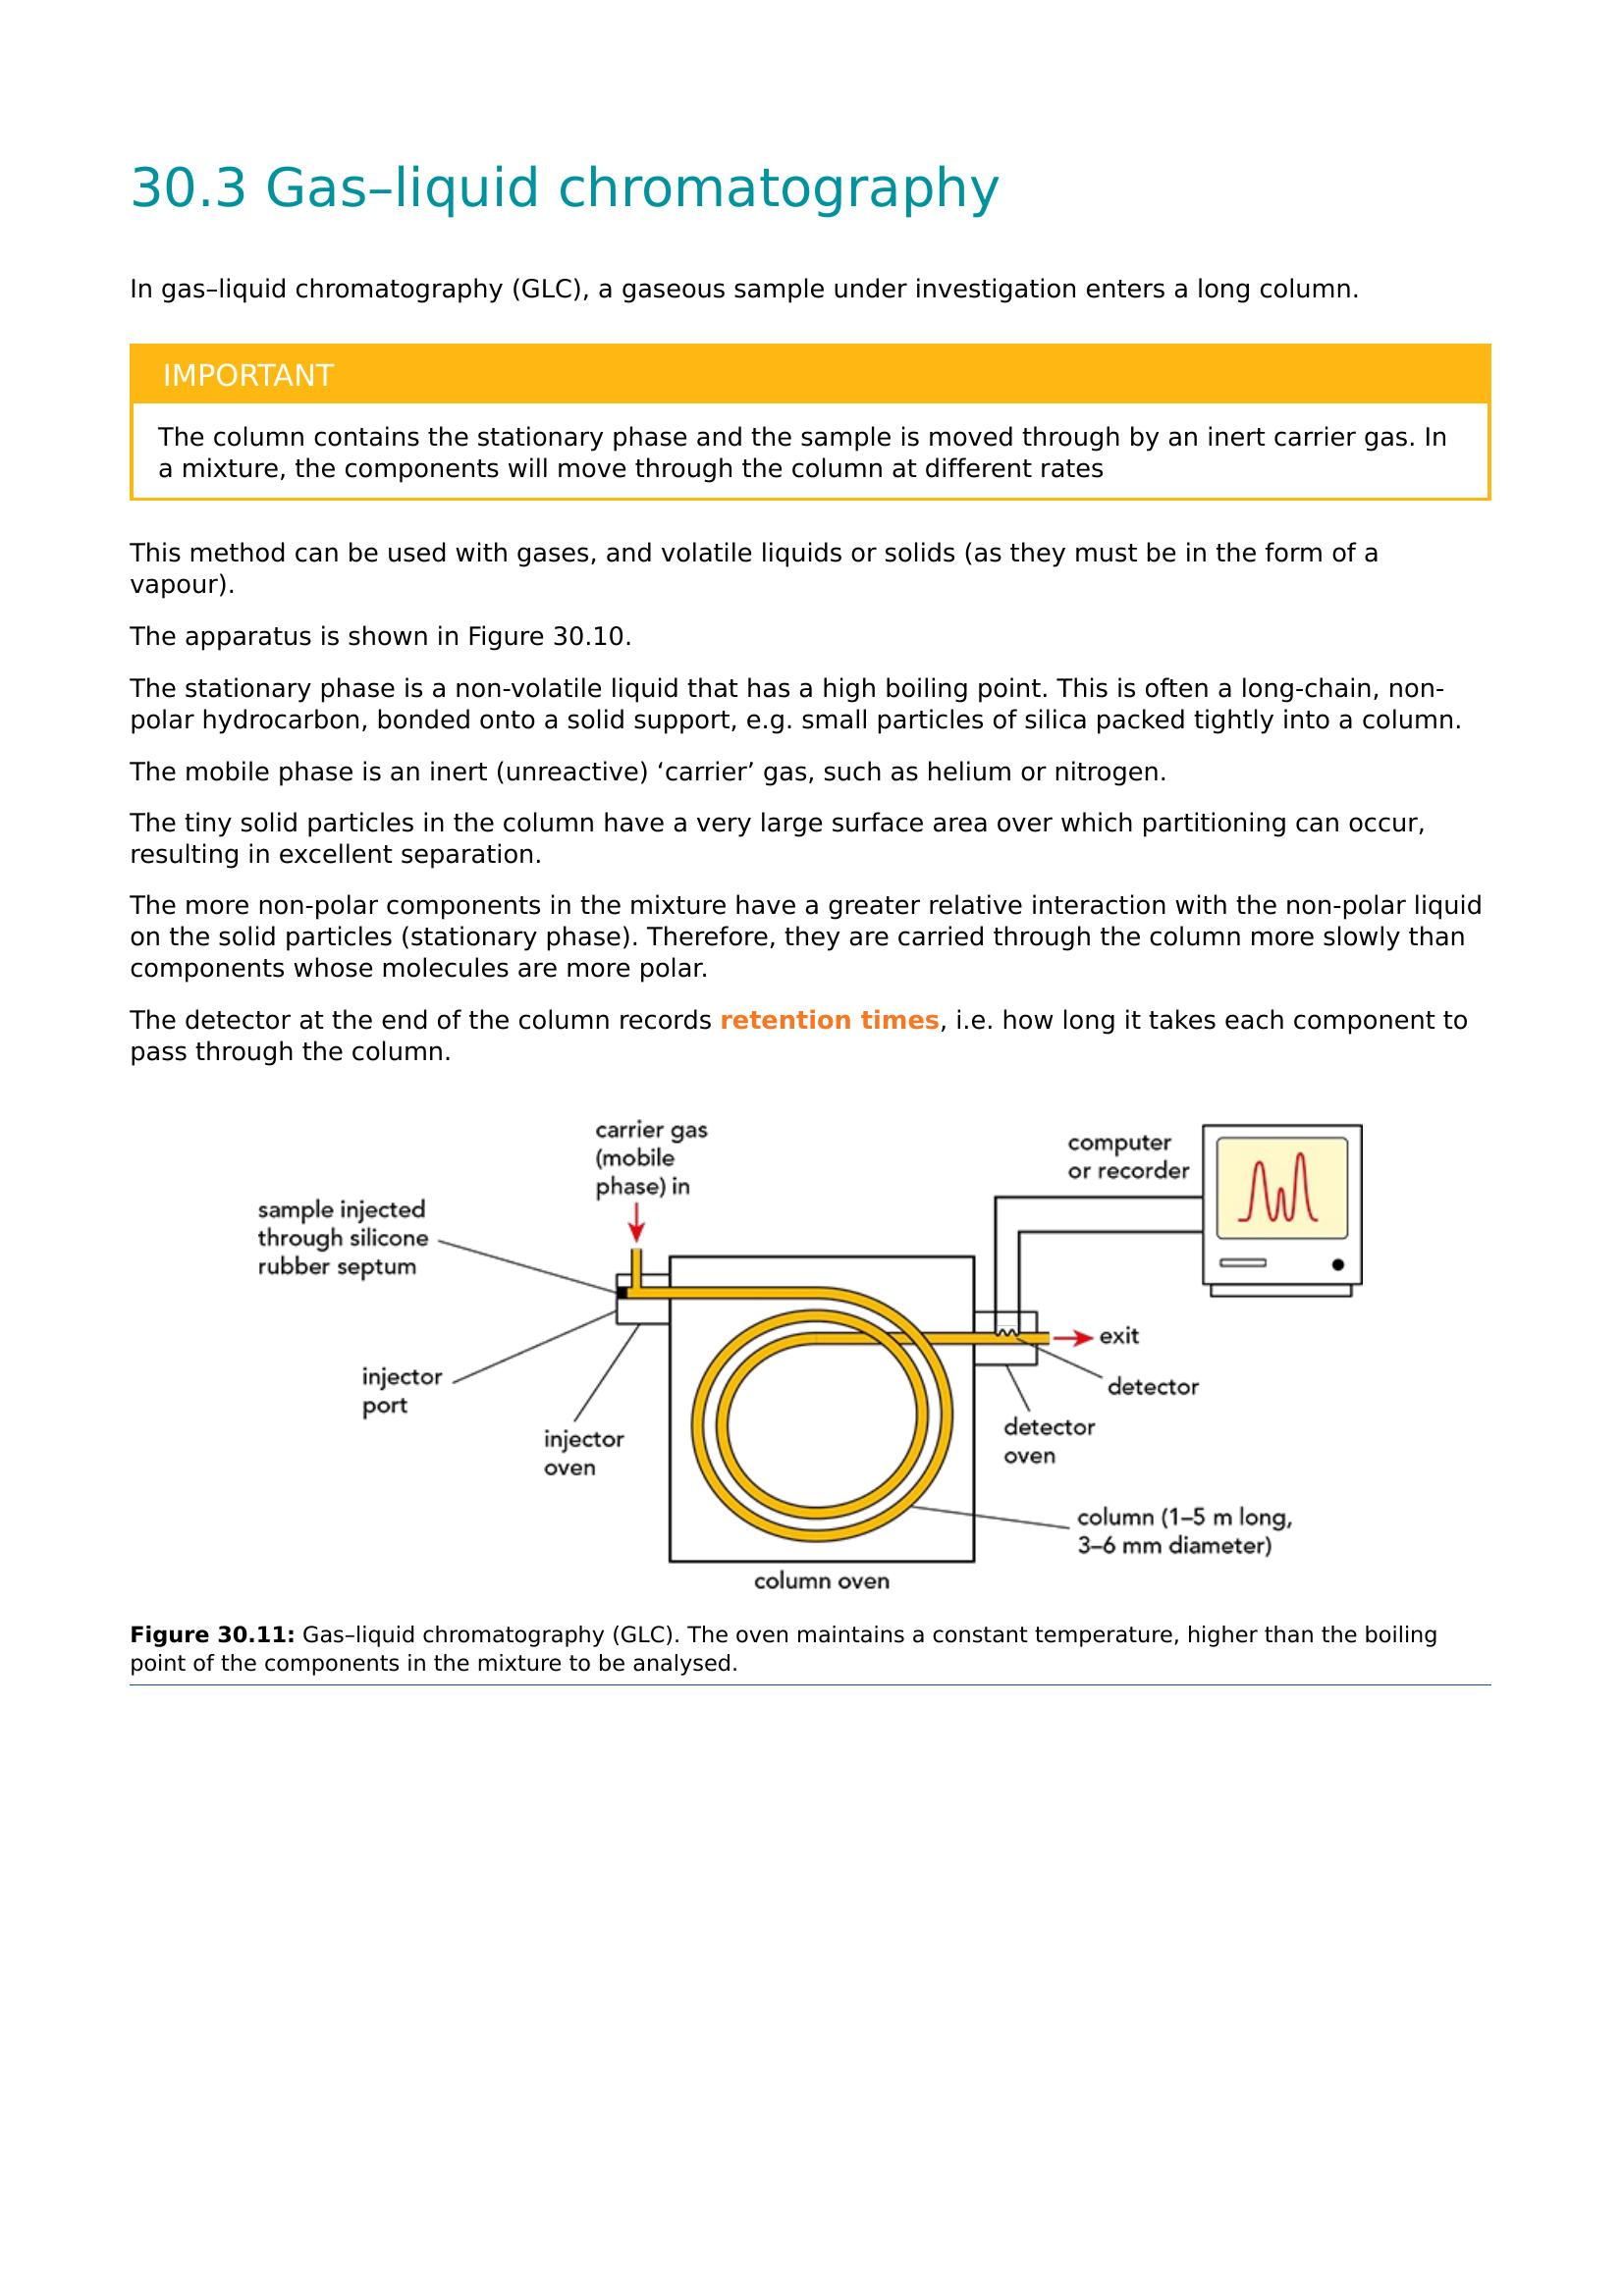 30.3 Gas–liquid chromatography
In gas–liquid chromatography (GLC), a gaseous sample under investigation enters a long column.
IMPORTANT
The column contains the stationary phase and the sample is moved through by an inert carrier gas. In
a mixture, the components will move through the column at different rates
This method can be used with gases, and volatile liquids or solids (as they must be in the form of a
vapour).
The apparatus is shown in Figure 30.10.
The stationary phase is a non-volatile liquid that has a high boiling point. This is often a long-chain, non-
polar hydrocarbon, bonded onto a solid support, e.g. small particles of silica packed tightly into a column.
The mobile phase is an inert (unreactive) ‘carrier’ gas, such as helium or nitrogen.
The tiny solid particles in the column have a very large surface area over which partitioning can occur,
resulting in excellent separation.
The more non-polar components in the mixture have a greater relative interaction with the non-polar liquid
on the solid particles (stationary phase). Therefore, they are carried through the column more slowly than
components whose molecules are more polar.
The detector at the end of the column records retention times, i.e. how long it takes each component to
pass through the column.
carrier gas
(mobile
phase) in
computer
or recorder
sample injected
through silicone
rubber septum
exit
injector
port
detector
injector
oven
detector
oven
column (1–5 m long,
3–6 mm diameter)
column oven
Figure 30.11: Gas–liquid chromatography (GLC). The oven maintains a constant temperature, higher than the boiling
point of the components in the mixture to be analysed.